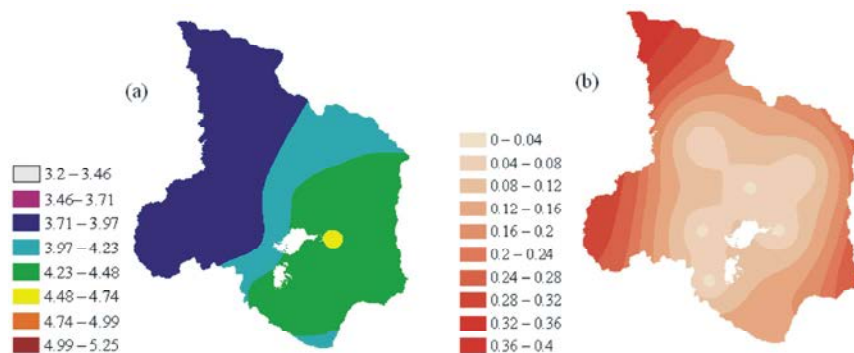 (a)
3.2 – 3.46
3.46 – 3.71
3.71 – 3.97
3.97 – 4.23
4.23 – 4.48
4.48 – 4.74
4.74 – 4.99
4.99 – 5.25
(b)
0 – 0.04
0.04 – 0.08
0.08 – 0.12
0.12 – 0.16
0.16 – 0.2
0.2 – 0.24
0.24 – 0.28
0.28 – 0.32
0.32 – 0.36
0.36 – 0.4